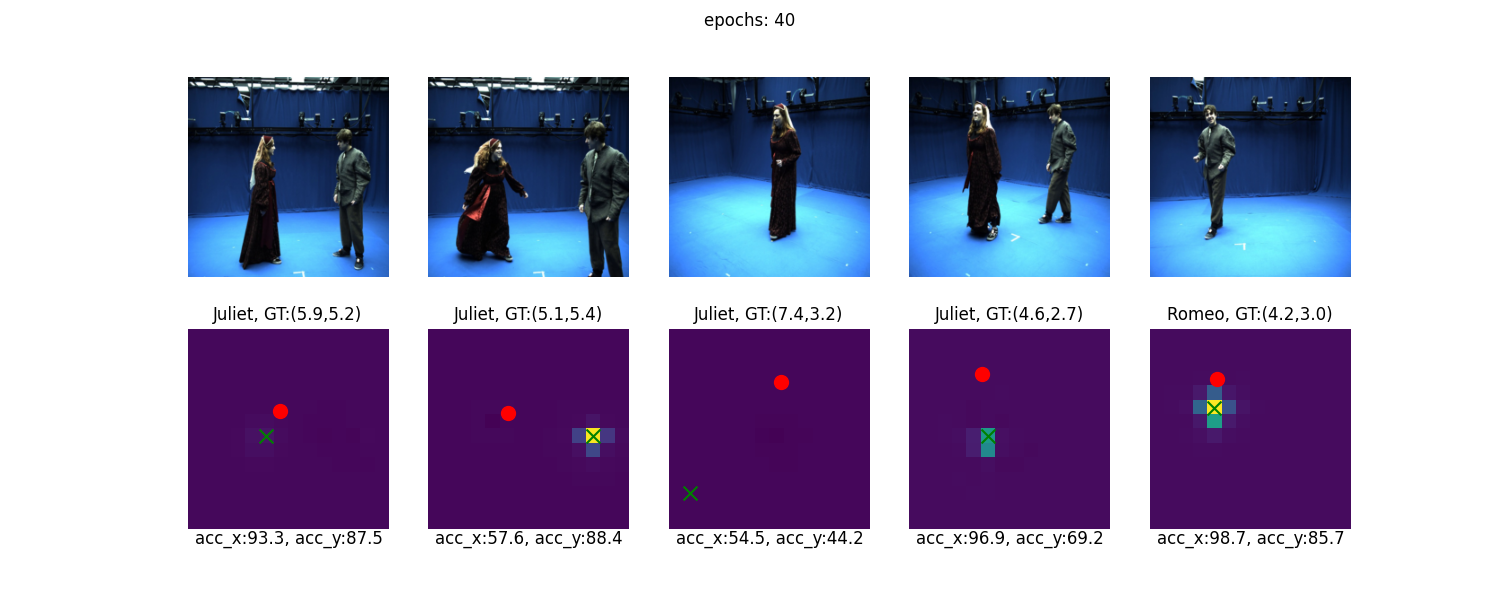 epochs: 40
Juliet, GT:(5.9,5.2)
Juliet, GT:(5.1,5.4)
Juliet, GT:(7.4,3.2)
Juliet, GT:(4.6,2.7)
Romeo, GT:(4.2,3.0)
acc_x:93.3, acc_y:87.5
acc_x:57.6, acc_y:88.4
acc_x:54.5, acc_y:44.2
acc_x:96.9, acc_y:69.2
acc_x:98.7, acc_y:85.7